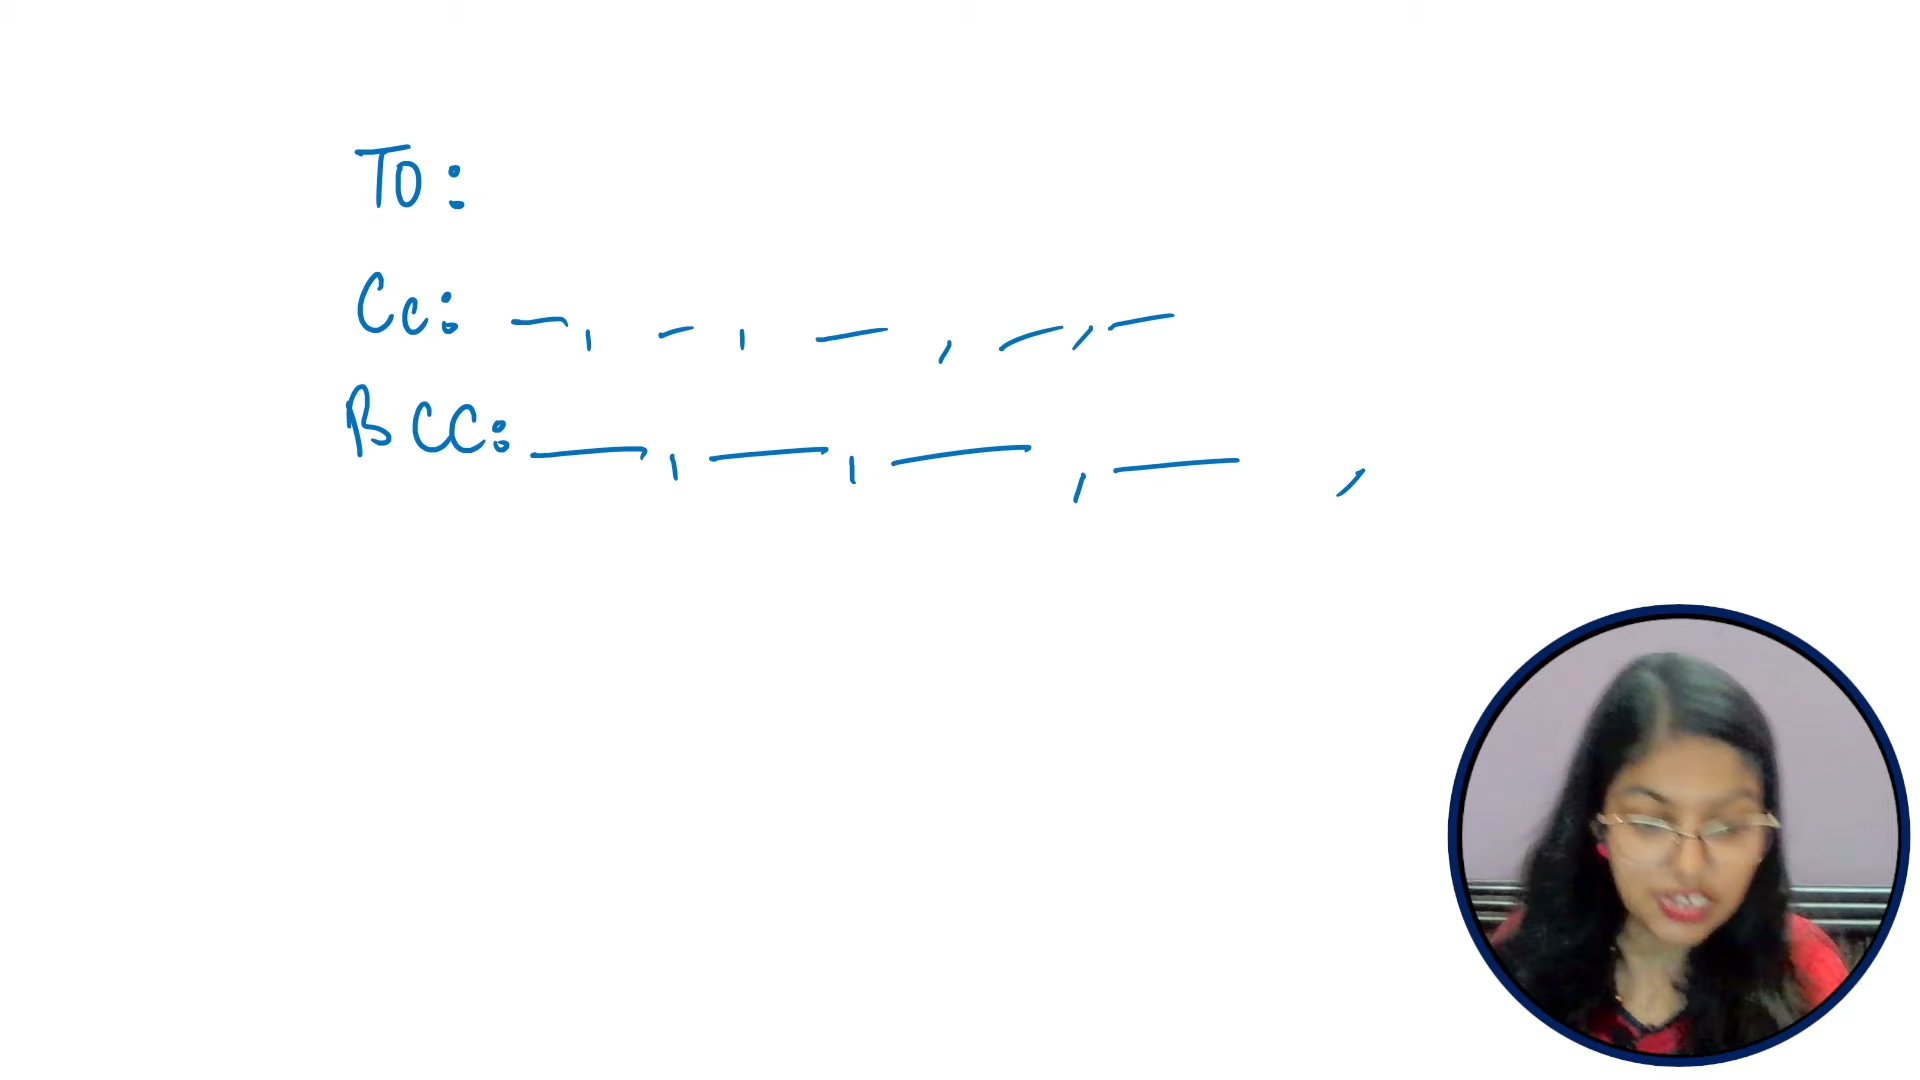 To:
Cc: _, _, _, _, _
BCC: _, _, _, _ ,